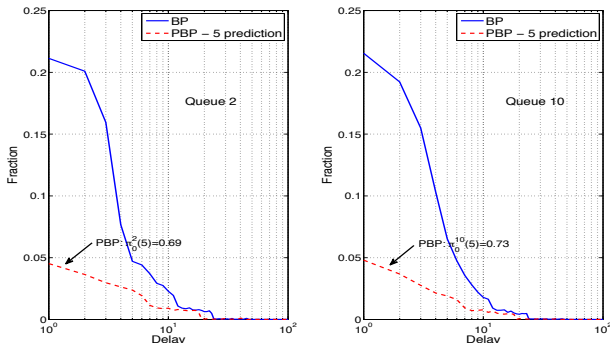 0.25
0.2
0.15
0.1
0.05
0
Fraction
BP
PBP − 5 prediction
Queue 2
PBP: π₀²(5)=0.69
10⁰
10¹
10²
Delay
0.25
0.2
0.15
0.1
0.05
0
Fraction
BP
PBP − 5 prediction
Queue 10
PBP: π₀¹⁰(5)=0.73
10⁰
10¹
10²
Delay